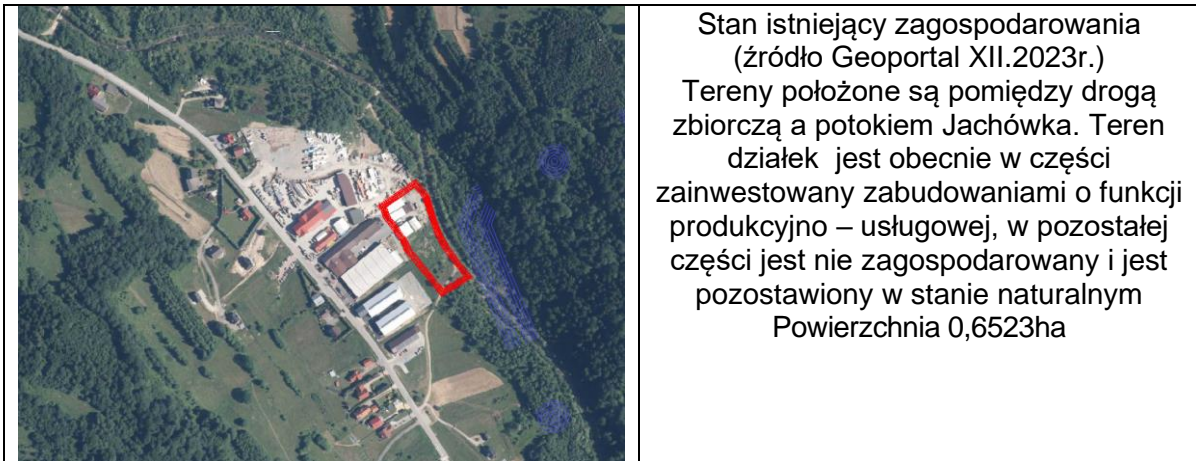 Stan istniejący zagospodarowania
(źródło Geoportal XII.2023r.)
Tereny położone są pomiędzy drogą
zbiorczą a potokiem Jachówka. Teren
działek jest obecnie w części
zainwestowany zabudowaniami o funkcji
produkcyjno – usługowej, w pozostałej
części jest nie zagospodarowany i jest
pozostawiony w stanie naturalnym
Powierzchnia 0,6523ha